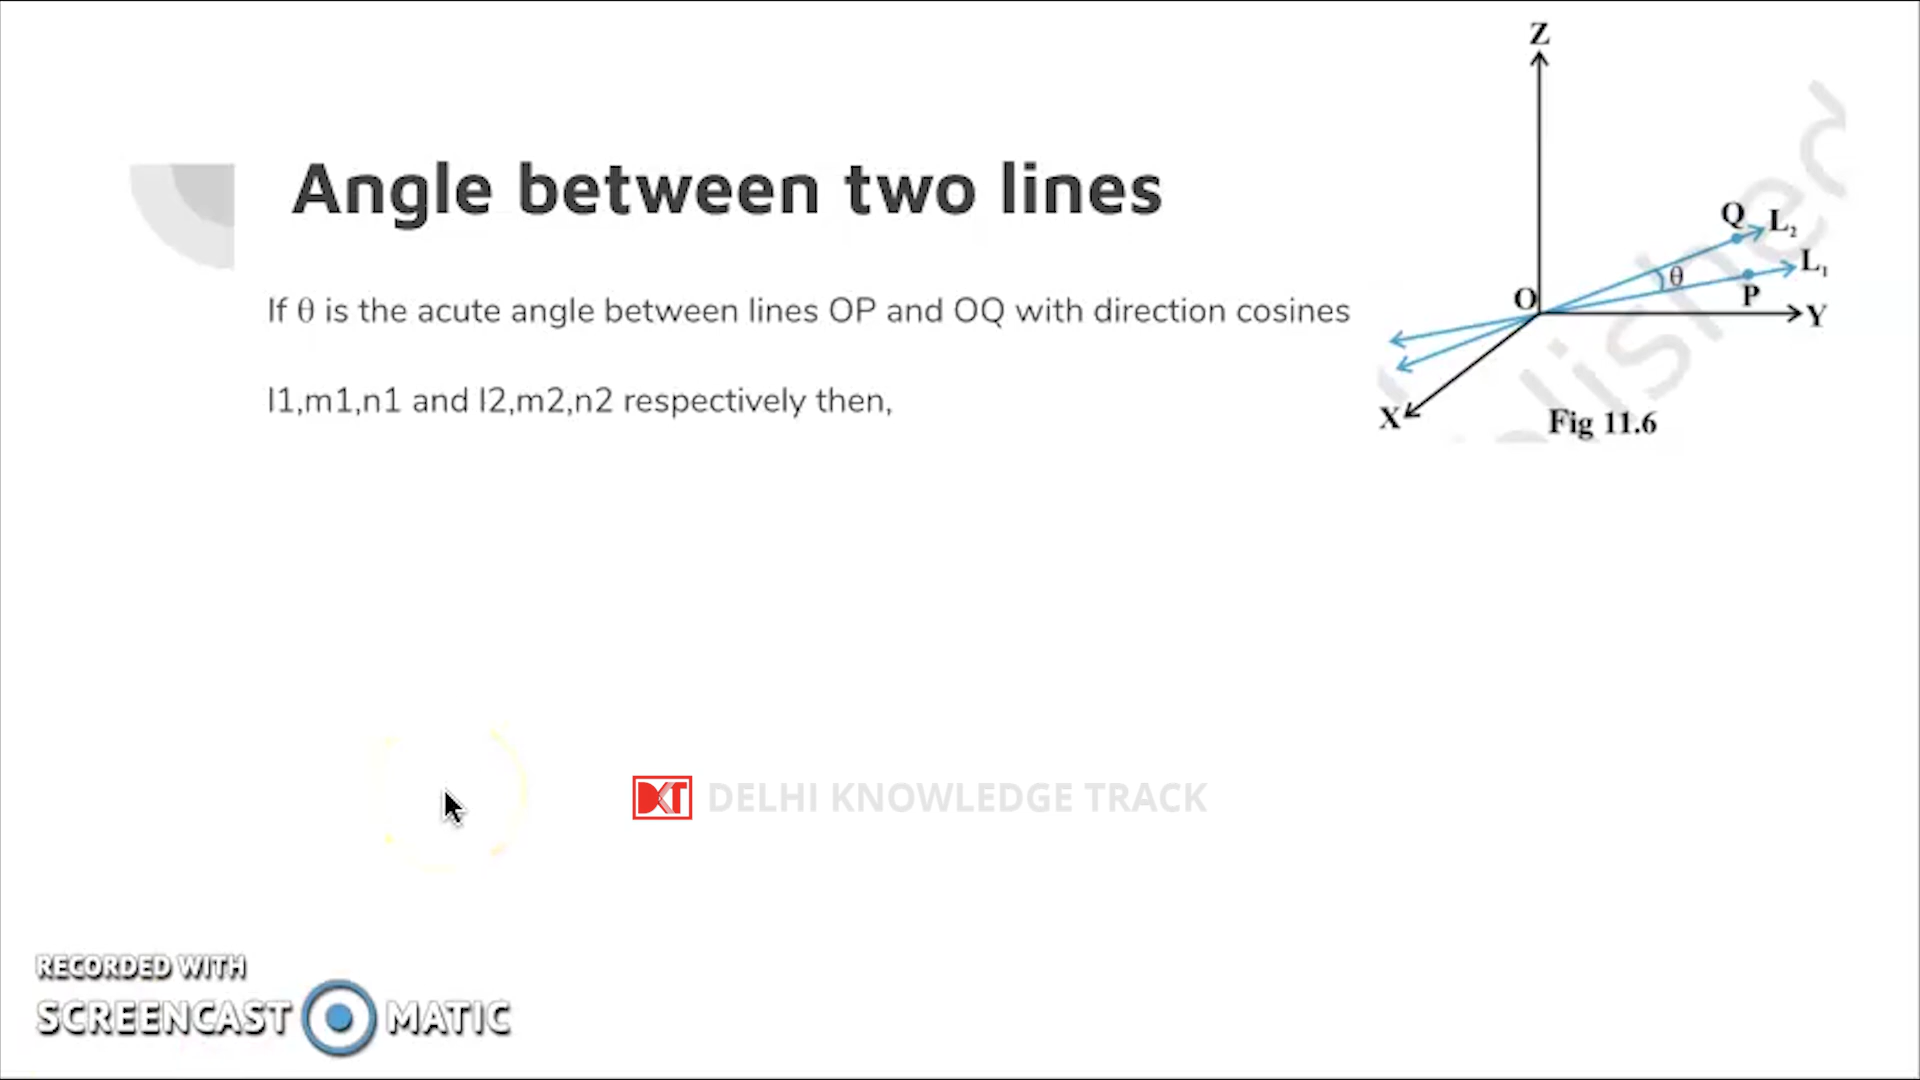 Angle between two lines
If θ is the acute angle between lines OP and OQ with direction cosines
l1,m1,n1 and l2,m2,n2 respectively then,
Z
Q L₂
θ L₁
O P
Y
X
Fig 11.6
lished
DKT DELHI KNOWLEDGE TRACK
RECORDED WITH
SCREENCAST MATIC